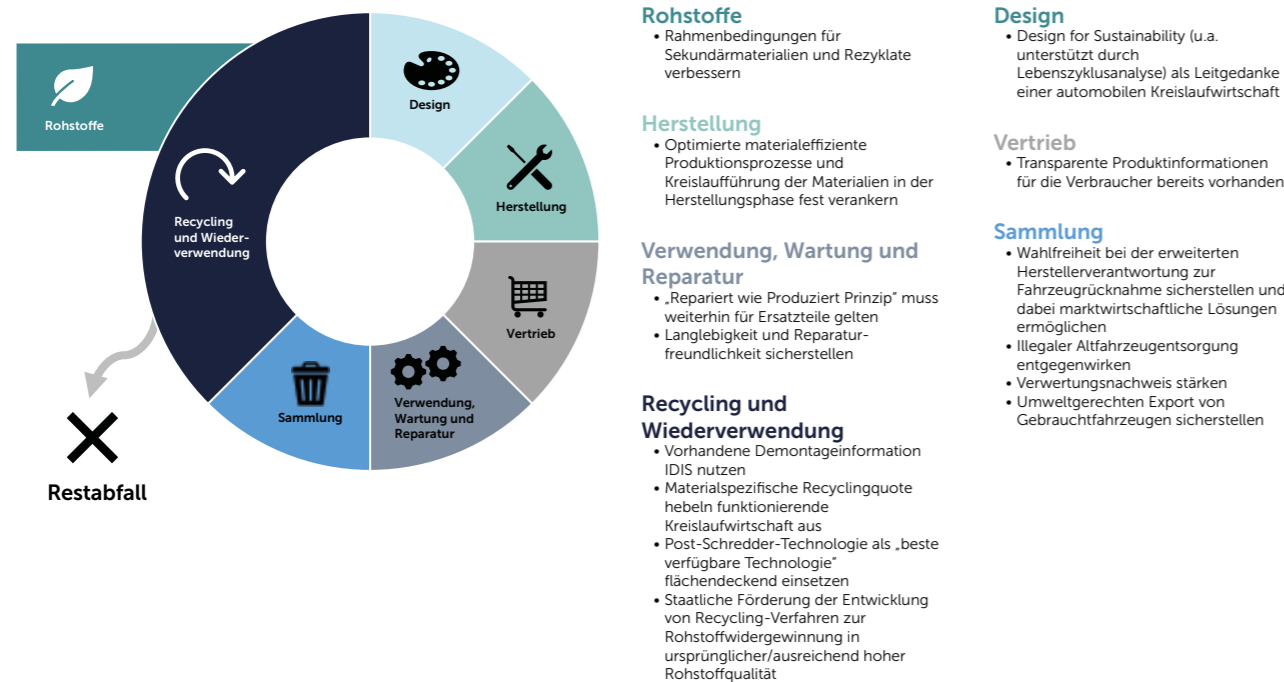 Rohstoffe
Design
Herstellung
Vertrieb
Verwendung,
Wartung und
Reparatur
Sammlung
Recycling
und Wieder-
verwendung
Restabfall
Rohstoffe
• Rahmenbedingungen für
Sekundärmaterialien und Rezyklate
verbessern
Herstellung
• Optimierte materialeffiziente
Produktionsprozesse und
Kreislaufführung der Materialien in der
Herstellungsphase fest verankern
Verwendung, Wartung und
Reparatur
• „Repariert wie Produziert Prinzip" muss
weiterhin für Ersatzteile gelten
• Langlebigkeit und Reparatur-
freundlichkeit sicherstellen
Recycling und
Wiederverwendung
• Vorhandene Demontageinformation
IDIS nutzen
• Materialspezifische Recyclingquote
hebeln funktionierende
Kreislaufwirtschaft aus
• Post-Schredder-Technologie als „beste
verfügbare Technologie"
flächendeckend einsetzen
• Staatliche Förderung der Entwicklung
von Recycling-Verfahren zur
Rohstoffwidergewinnung in
ursprünglicher/ausreichend hoher
Rohstoffqualität
Design
• Design for Sustainability (u.a.
unterstützt durch
Lebenszyklusanalyse) als Leitgedanke
einer automobilen Kreislaufwirtschaft
Vertrieb
• Transparente Produktinformationen
für die Verbraucher bereits vorhanden
Sammlung
• Wahlfreiheit bei der erweiterten
Herstellerverantwortung zur
Fahrzeugrücknahme sicherstellen und
dabei marktwirtschaftliche Lösungen
ermöglichen
• Illegaler Altfahrzeugentsorgung
entgegenwirken
• Verwertungsnachweis stärken
• Umweltgerechten Export von
Gebrauchtfahrzeugen sicherstellen